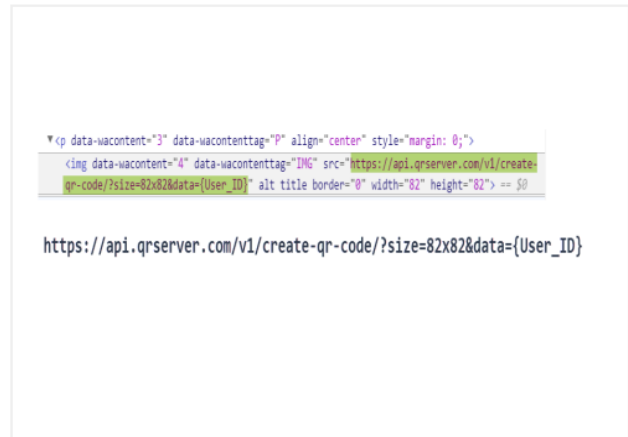 ▼<p data-wacontent="3" data-wacontenttag="P" align="center" style="margin: 0;">
<img data-wacontent="4" data-wacontenttag="IMG" src="https://api.qrserver.com/v1/create-
qr-code/?size=82x82&data={User_ID}" alt title border="0" width="82" height="82"> == $0
https://api.qrserver.com/v1/create-qr-code/?size=82x82&data={User_ID}